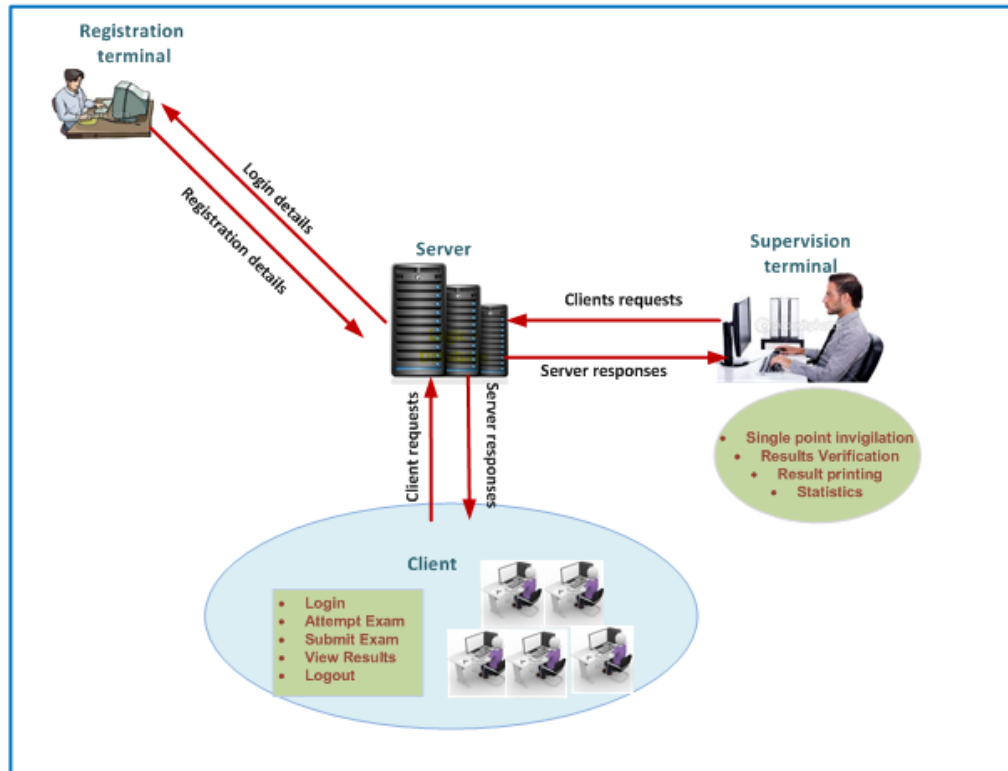 Registration
terminal
Login details
Registration details
Server
Supervision
terminal
Clients requests
Server responses
Client requests
Server responses
• Single point invigilation
• Results Verification
• Result printing
• Statistics
Client
• Login
• Attempt Exam
• Submit Exam
• View Results
• Logout